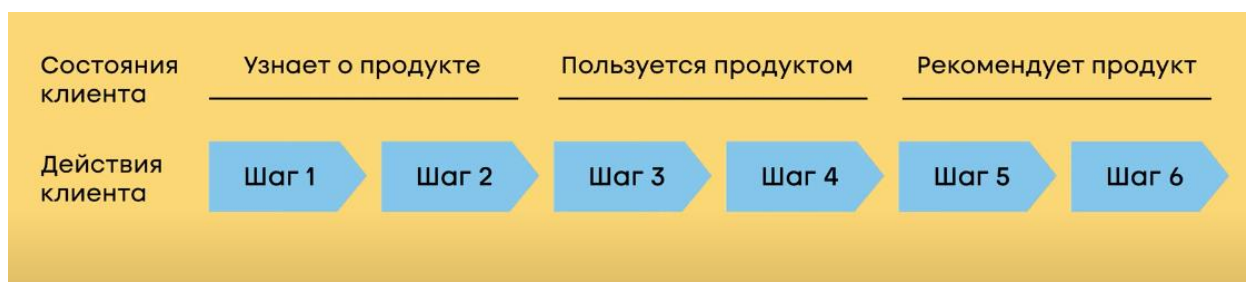 Состояния
клиента
Узнает о продукте
Пользуется продуктом
Рекомендует продукт
Действия
клиента
Шаг 1
Шаг 2
Шаг 3
Шаг 4
Шаг 5
Шаг 6